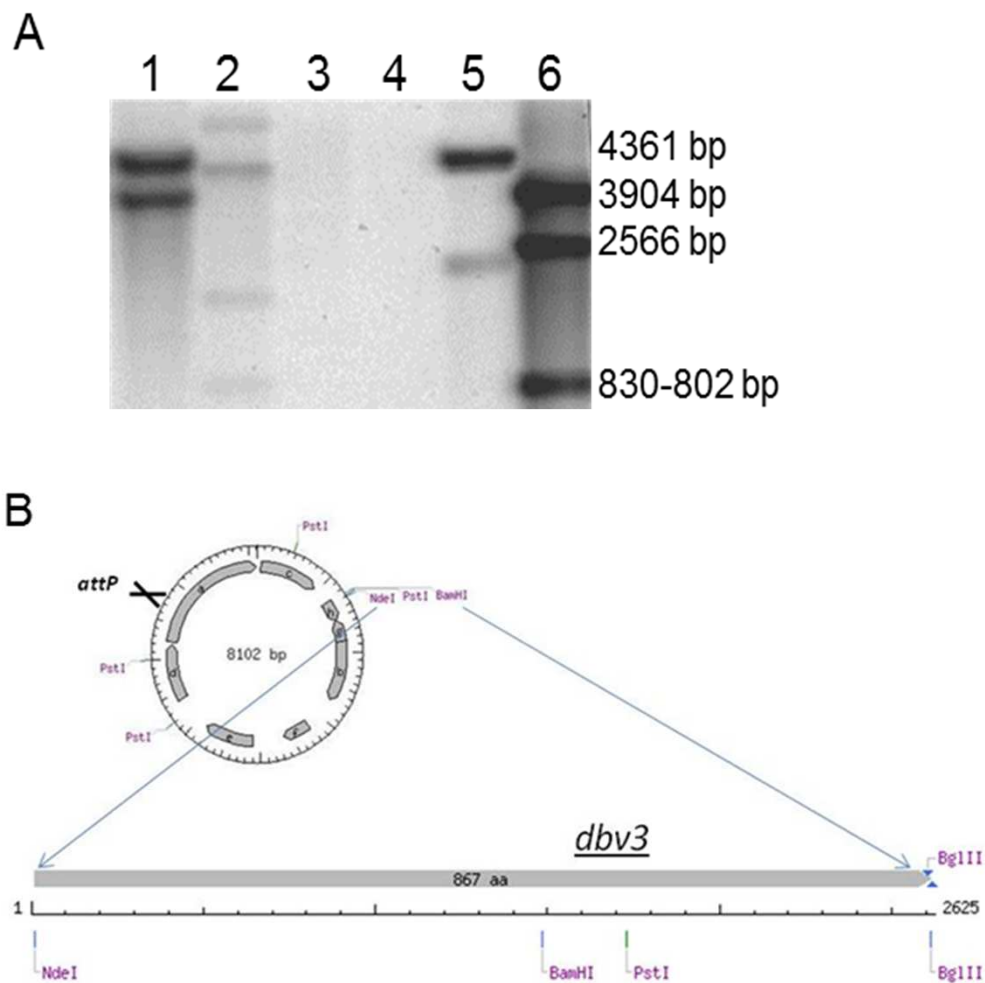 A
1 2 3 4 5 6
4361 bp
3904 bp
2566 bp
830-802 bp
B
PstI
attP
NdeI PstI BamHI
8102 bp
PstI
PstI
dbv3
BglII
867 aa
1 2625
NdeI BamHI PstI BglII